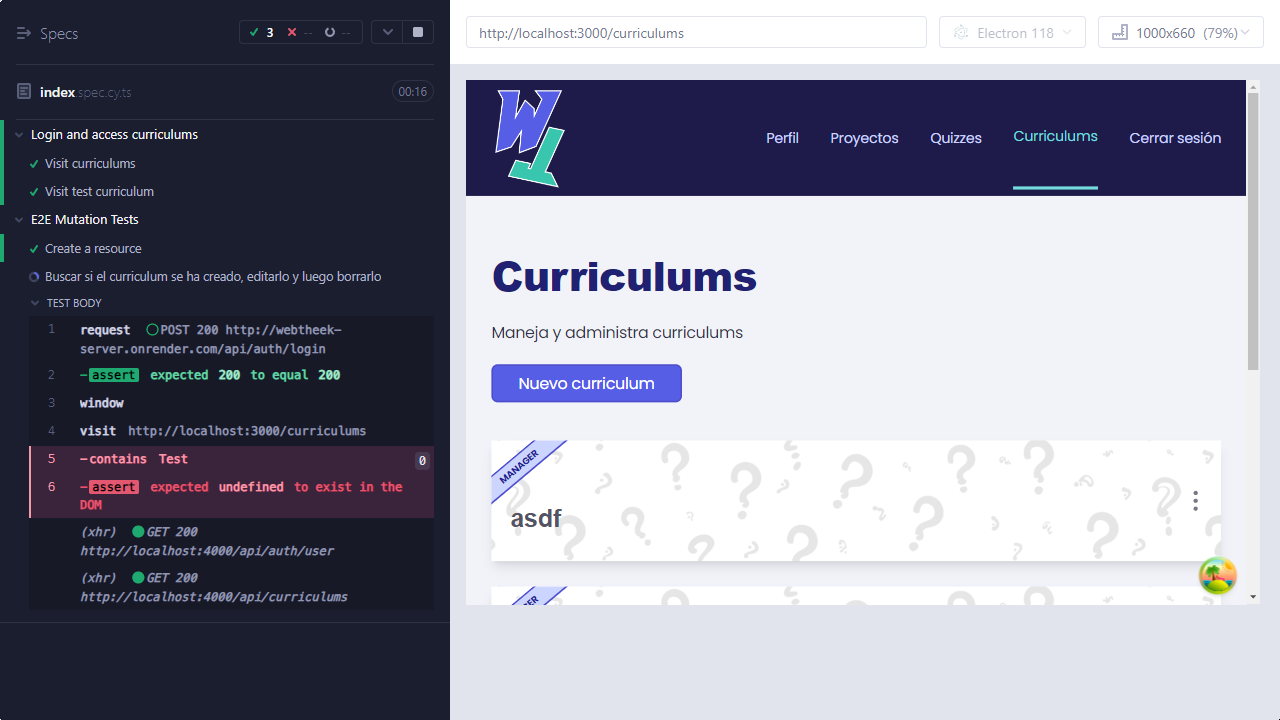 Specs
3
--
--
index.spec.cy.ts
00:16
Login and access curriculums
Visit curriculums
Visit test curriculum
E2E Mutation Tests
Create a resource
Buscar si el curriculum se ha creado, editarlo y luego borrarlo
TEST BODY
1 request POST 200 http://webtheek-
server.onrender.com/api/auth/login
2 -assert expected 200 to equal 200
3 window
4 visit http://localhost:3000/curriculums
5 -contains Test 0
6 -assert expected undefined to exist in the
DOM
(xhr) GET 200
http://localhost:4000/api/auth/user
(xhr) GET 200
http://localhost:4000/api/curriculums
http://localhost:3000/curriculums
Electron 118
1000x660 (79%)
WT
Perfil
Proyectos
Quizzes
Curriculums
Cerrar sesión
Curriculums
Maneja y administra curriculums
Nuevo curriculum
MANAGER
asdf